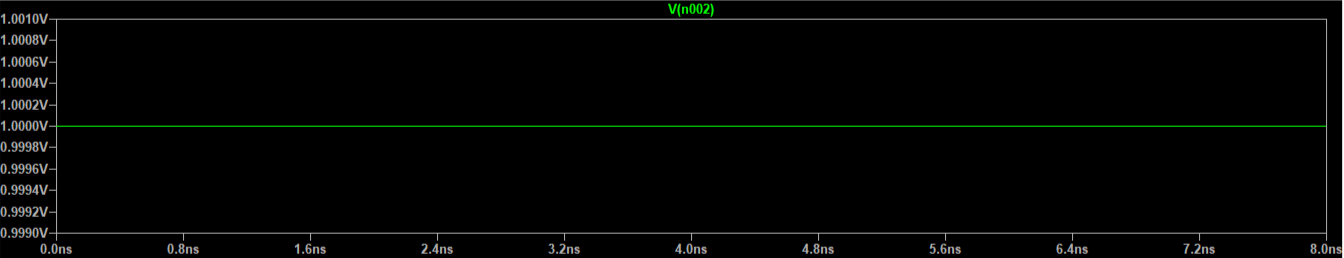 V(n002)
1.0010V
1.0008V
1.0006V
1.0004V
1.0002V
1.0000V
0.9998V
0.9996V
0.9994V
0.9992V
0.9990V
0.0ns 0.8ns 1.6ns 2.4ns 3.2ns 4.0ns 4.8ns 5.6ns 6.4ns 7.2ns 8.0ns